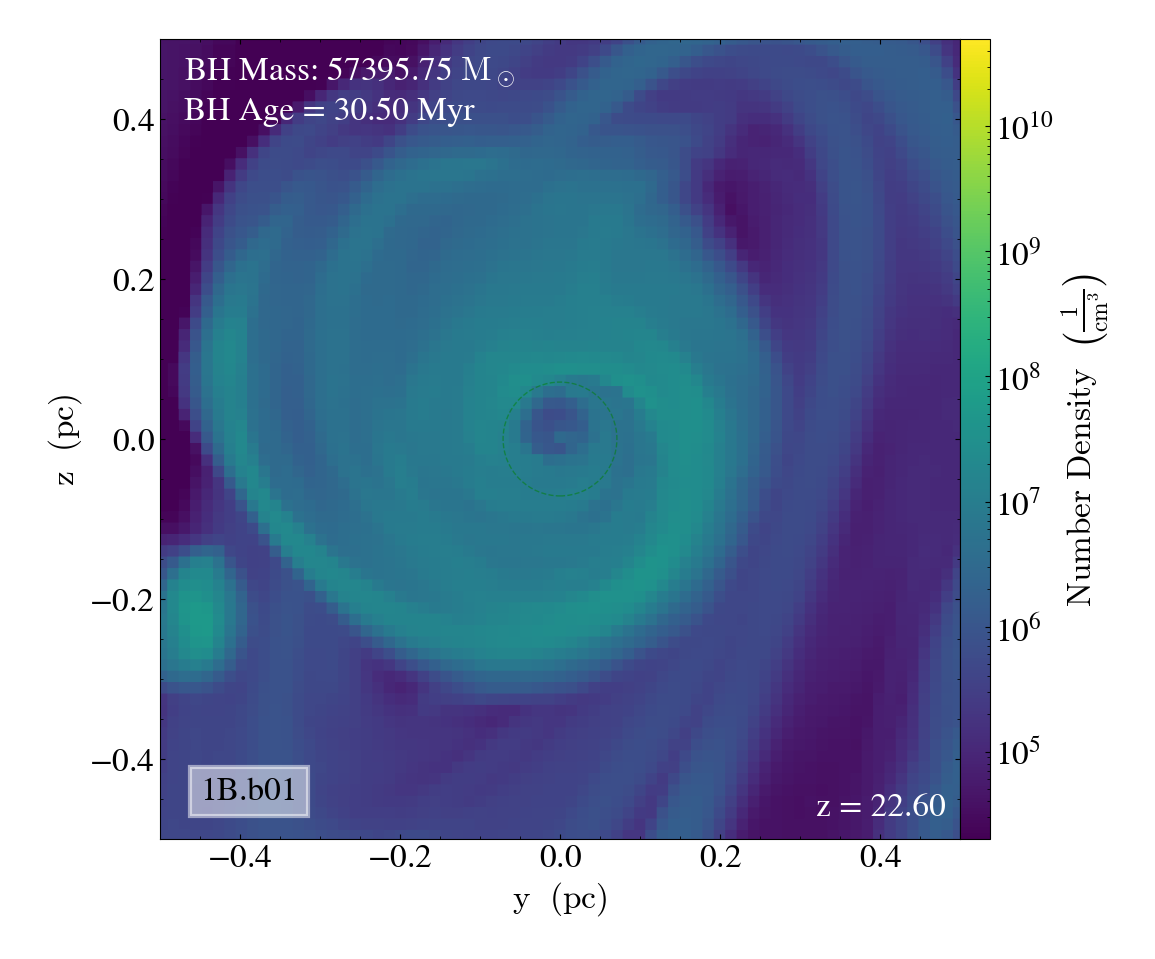 BH Mass: 57395.75 M⊙
BH Age = 30.50 Myr
0.4
0.2
0.0
−0.2
−0.4
z (pc)
1B.b01
z = 22.60
−0.4 −0.2 0.0 0.2 0.4
y (pc)
10¹⁰
10⁹
10⁸
10⁷
10⁶
10⁵
Number Density (1/cm³)